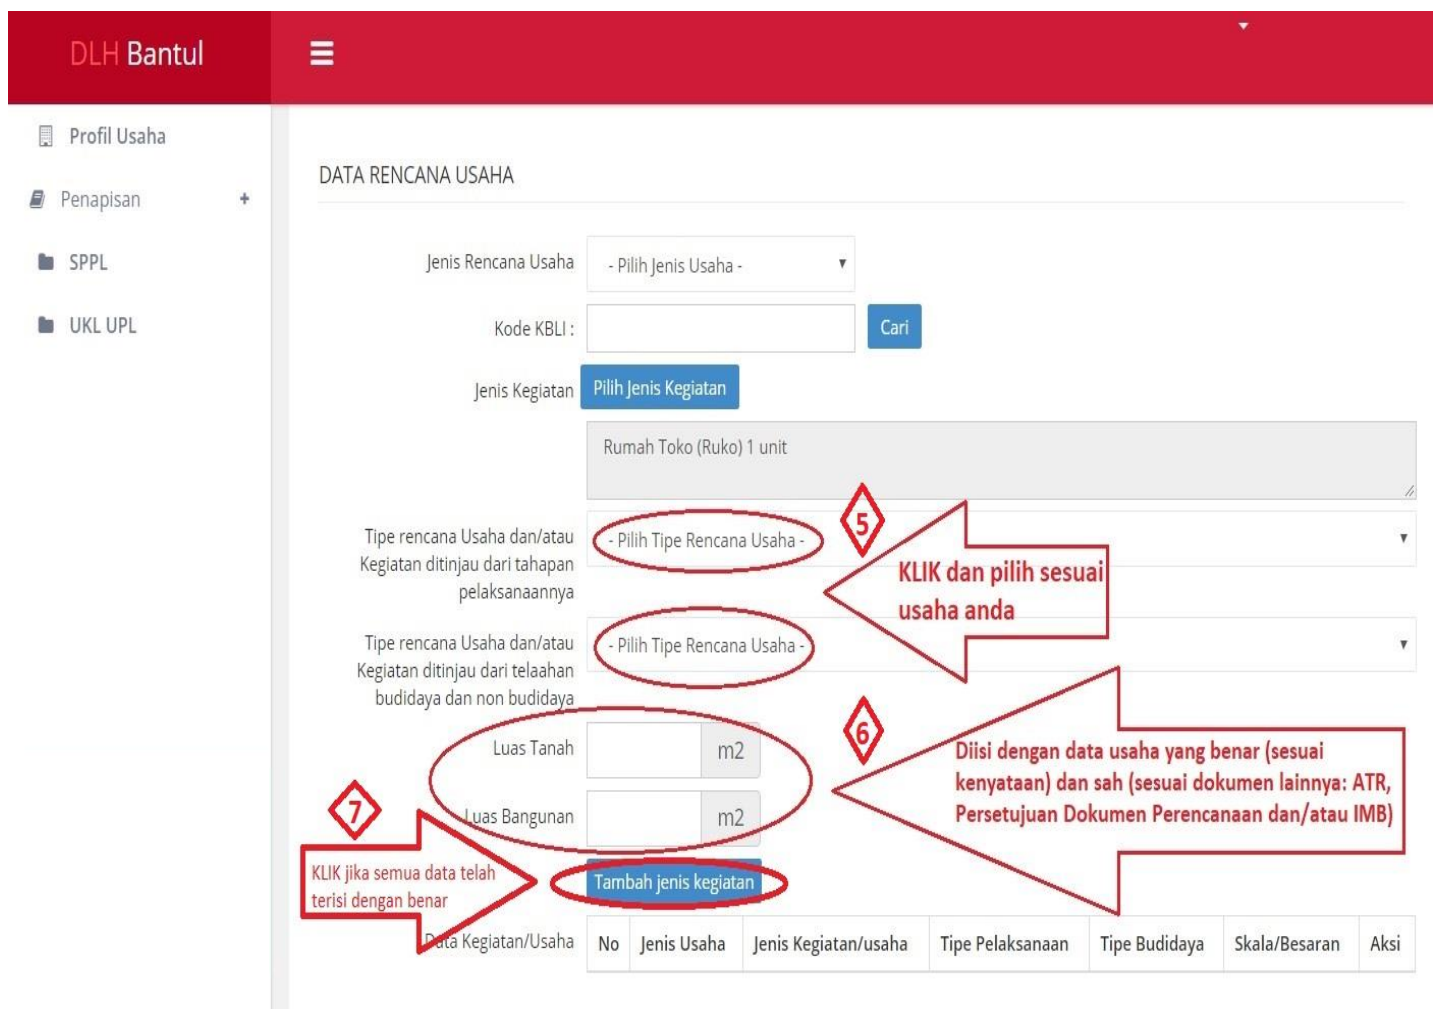 DLH Bantul
Profil Usaha
Penapisan +
SPPL
UKL UPL
DATA RENCANA USAHA
Jenis Rencana Usaha
- Pilih Jenis Usaha -
Kode KBLI :
Cari
Jenis Kegiatan
Pilih Jenis Kegiatan
Rumah Toko (Ruko) 1 unit
Tipe rencana Usaha dan/atau
Kegiatan ditinjau dari tahapan
pelaksanaannya
- Pilih Tipe Rencana Usaha -
5
KLIK dan pilih sesuai
usaha anda
Tipe rencana Usaha dan/atau
Kegiatan ditinjau dari telaahan
budidaya dan non budidaya
- Pilih Tipe Rencana Usaha -
Luas Tanah
m2
6
Diisi dengan data usaha yang benar (sesuai
kenyataan) dan sah (sesuai dokumen lainnya: ATR,
Persetujuan Dokumen Perencanaan dan/atau IMB)
Luas Bangunan
m2
7
KLIK jika semua data telah
terisi dengan benar
Tambah jenis kegiatan
Data Kegiatan/Usaha
No Jenis Usaha Jenis Kegiatan/usaha Tipe Pelaksanaan Tipe Budidaya Skala/Besaran Aksi